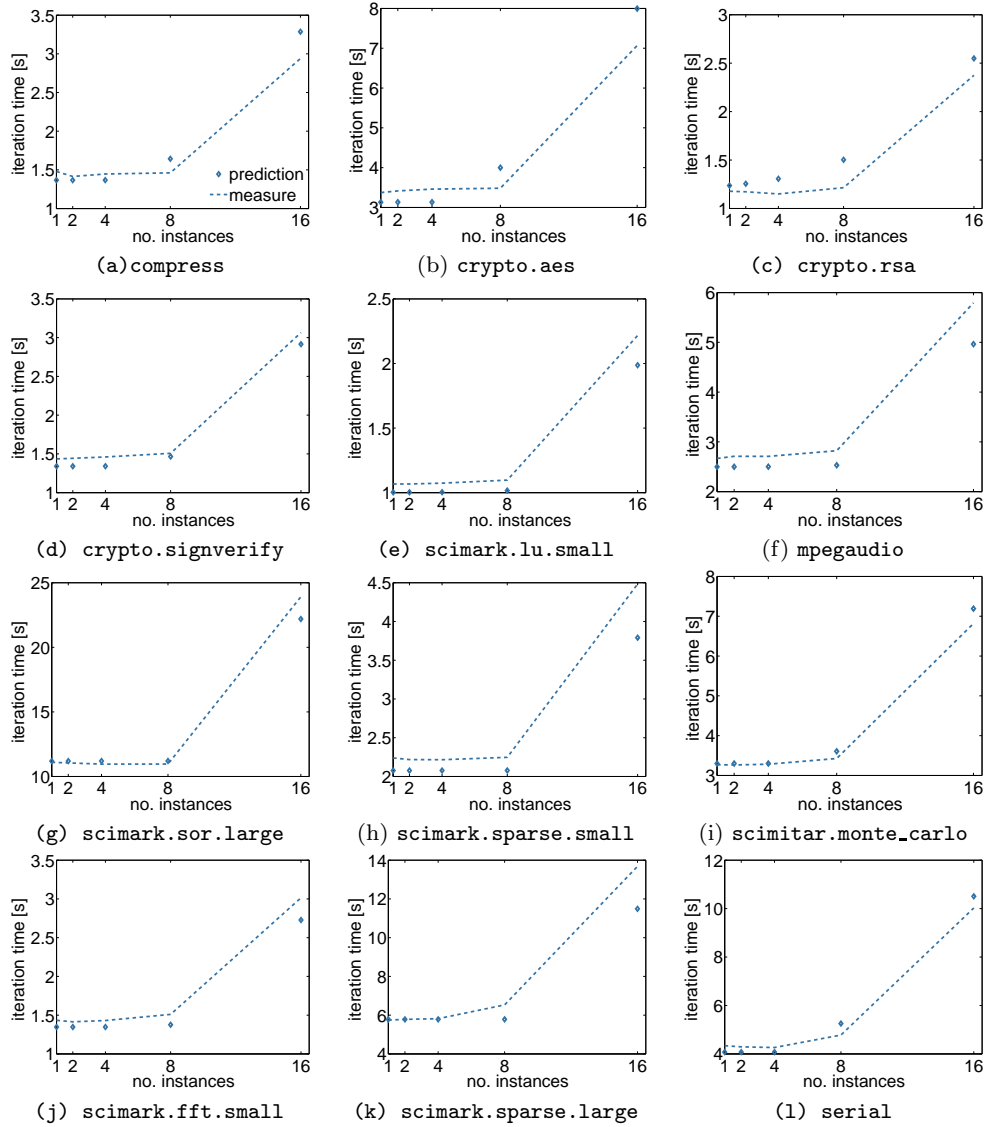 3.5
3
2.5
2
1.5
1
iteration time [s]
prediction
measure
1 2 4 8 16
no. instances
(a)compress
8
7
6
5
4
3
iteration time [s]
1 2 4 8 16
no. instances
(b) crypto.aes
3
2.5
2
1.5
1
iteration time [s]
1 2 4 8 16
no. instances
(c) crypto.rsa
3.5
3
2.5
2
1.5
1
iteration time [s]
1 2 4 8 16
no. instances
(d) crypto.signverify
2.5
2
1.5
1
iteration time [s]
1 2 4 8 16
no. instances
(e) scimark.lu.small
6
5
4
3
2
iteration time [s]
1 2 4 8 16
no. instances
(f) mpegaudio
25
20
15
10
iteration time [s]
1 2 4 8 16
no. instances
(g) scimark.sor.large
4.5
4
3.5
3
2.5
2
iteration time [s]
1 2 4 8 16
no. instances
(h) scimark.sparse.small
8
7
6
5
4
3
iteration time [s]
1 2 4 8 16
no. instances
(i) scimitar.monte_carlo
3.5
3
2.5
2
1.5
1
iteration time [s]
1 2 4 8 16
no. instances
(j) scimark.fft.small
14
12
10
8
6
4
iteration time [s]
1 2 4 8 16
no. instances
(k) scimark.sparse.large
12
10
8
6
4
iteration time [s]
1 2 4 8 16
no. instances
(l) serial